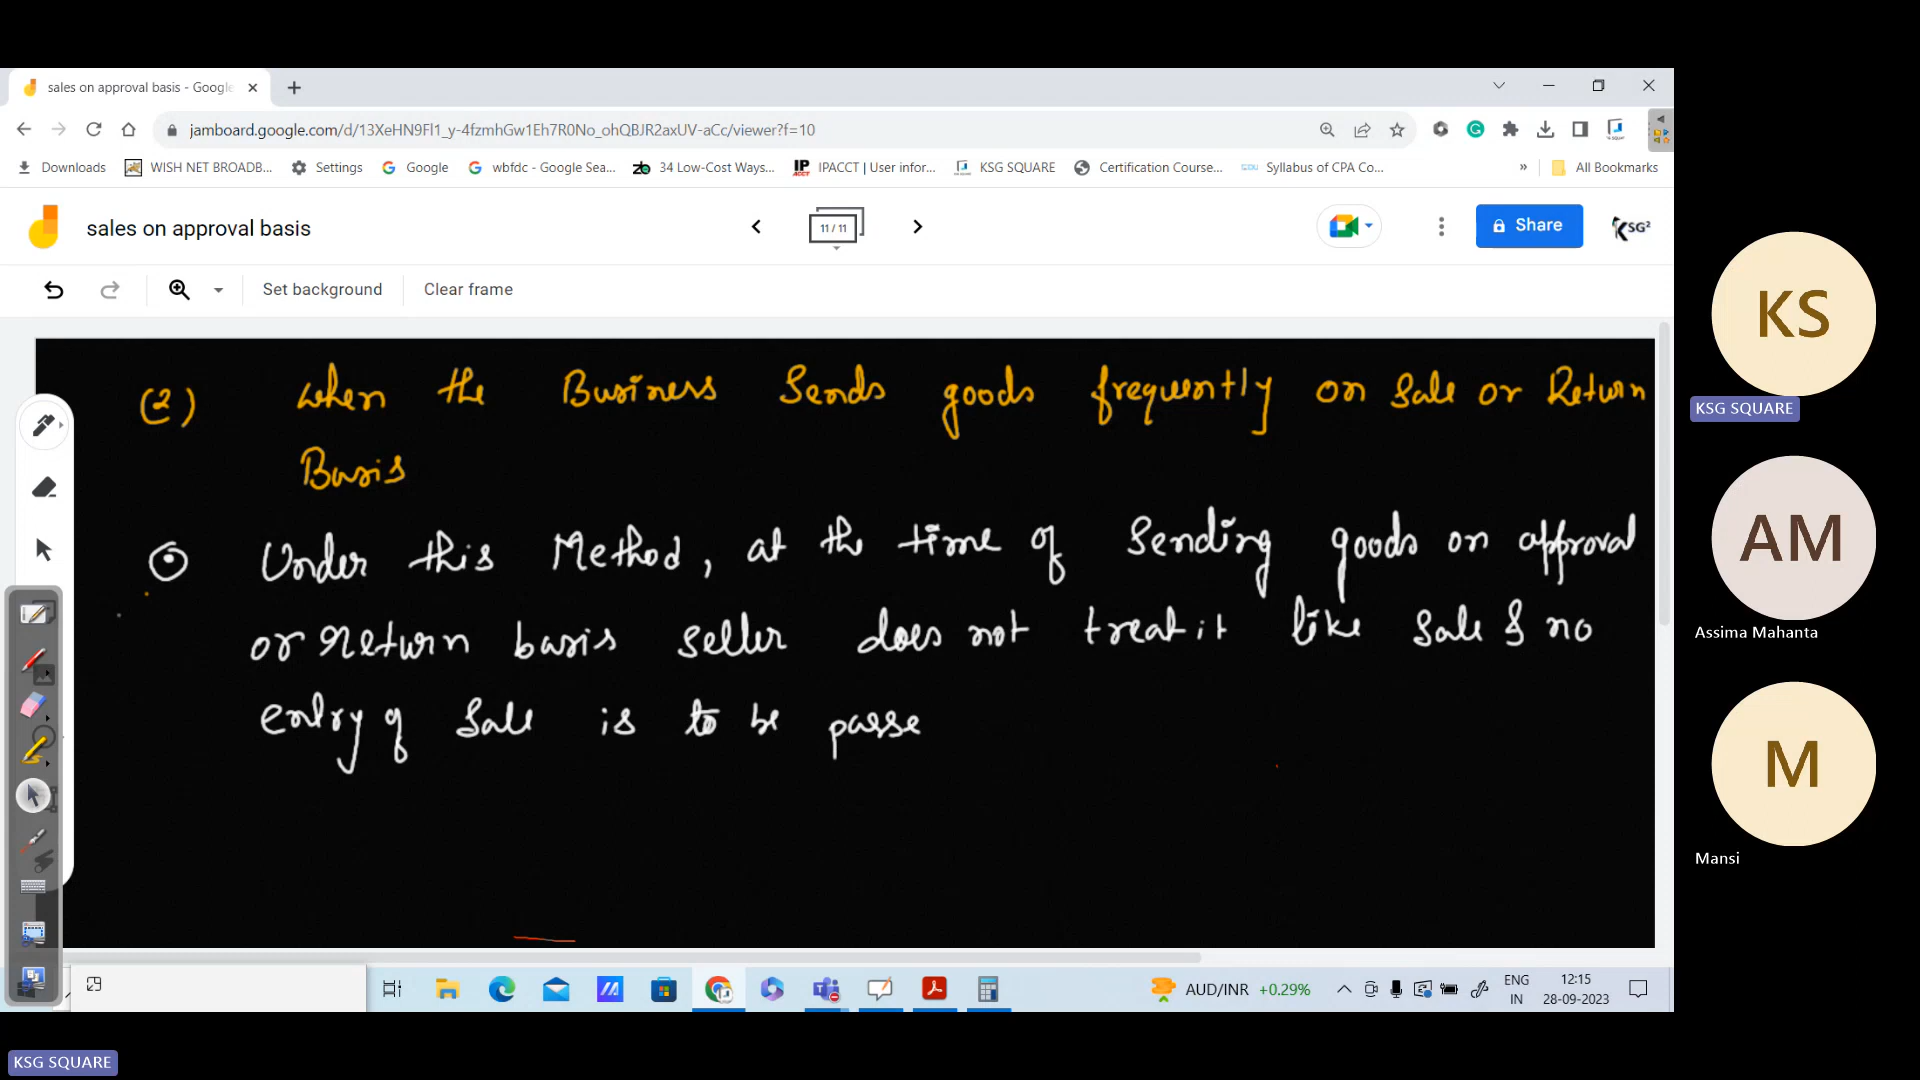 sales on approval basis - Google
jamboard.google.com/d/13XeHN9Fl1_y-4fzmhGw1Eh7R0No_ohQBJR2axUV-aCc/viewer?f=10
Downloads WISH NET BROADB... Settings Google wbfdc - Google Sea... 34 Low-Cost Ways... IPACCT | User infor... KSG SQUARE Certification Course... Syllabus of CPA Co... » All Bookmarks
sales on approval basis 11 / 11 Share KSG²
Set background Clear frame
(2) When the Business Sends goods frequently on Sale or Return
Basis
Under this Method, at the time of Sending goods on approval
or return basis seller does not treat it like Sale & no
entry of Sale is to be passe
KS
KSG SQUARE
AM
Assima Mahanta
M
Mansi
AUD/INR +0.29% ENG IN 12:15 28-09-2023
KSG SQUARE